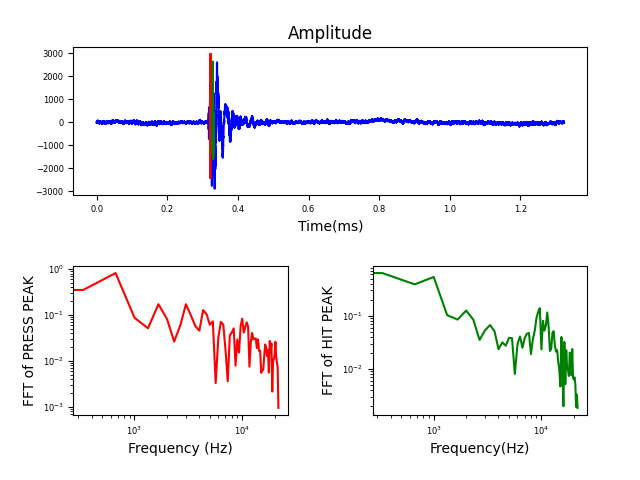 Amplitude
3000
2000
1000
0
−1000
−2000
−3000
0.0 0.2 0.4 0.6 0.8 1.0 1.2
Time(ms)
FFT of PRESS PEAK
10⁰
10⁻¹
10⁻²
10⁻³
10³ 10⁴
Frequency (Hz)
FFT of HIT PEAK
10⁻¹
10⁻²
10³ 10⁴
Frequency(Hz)